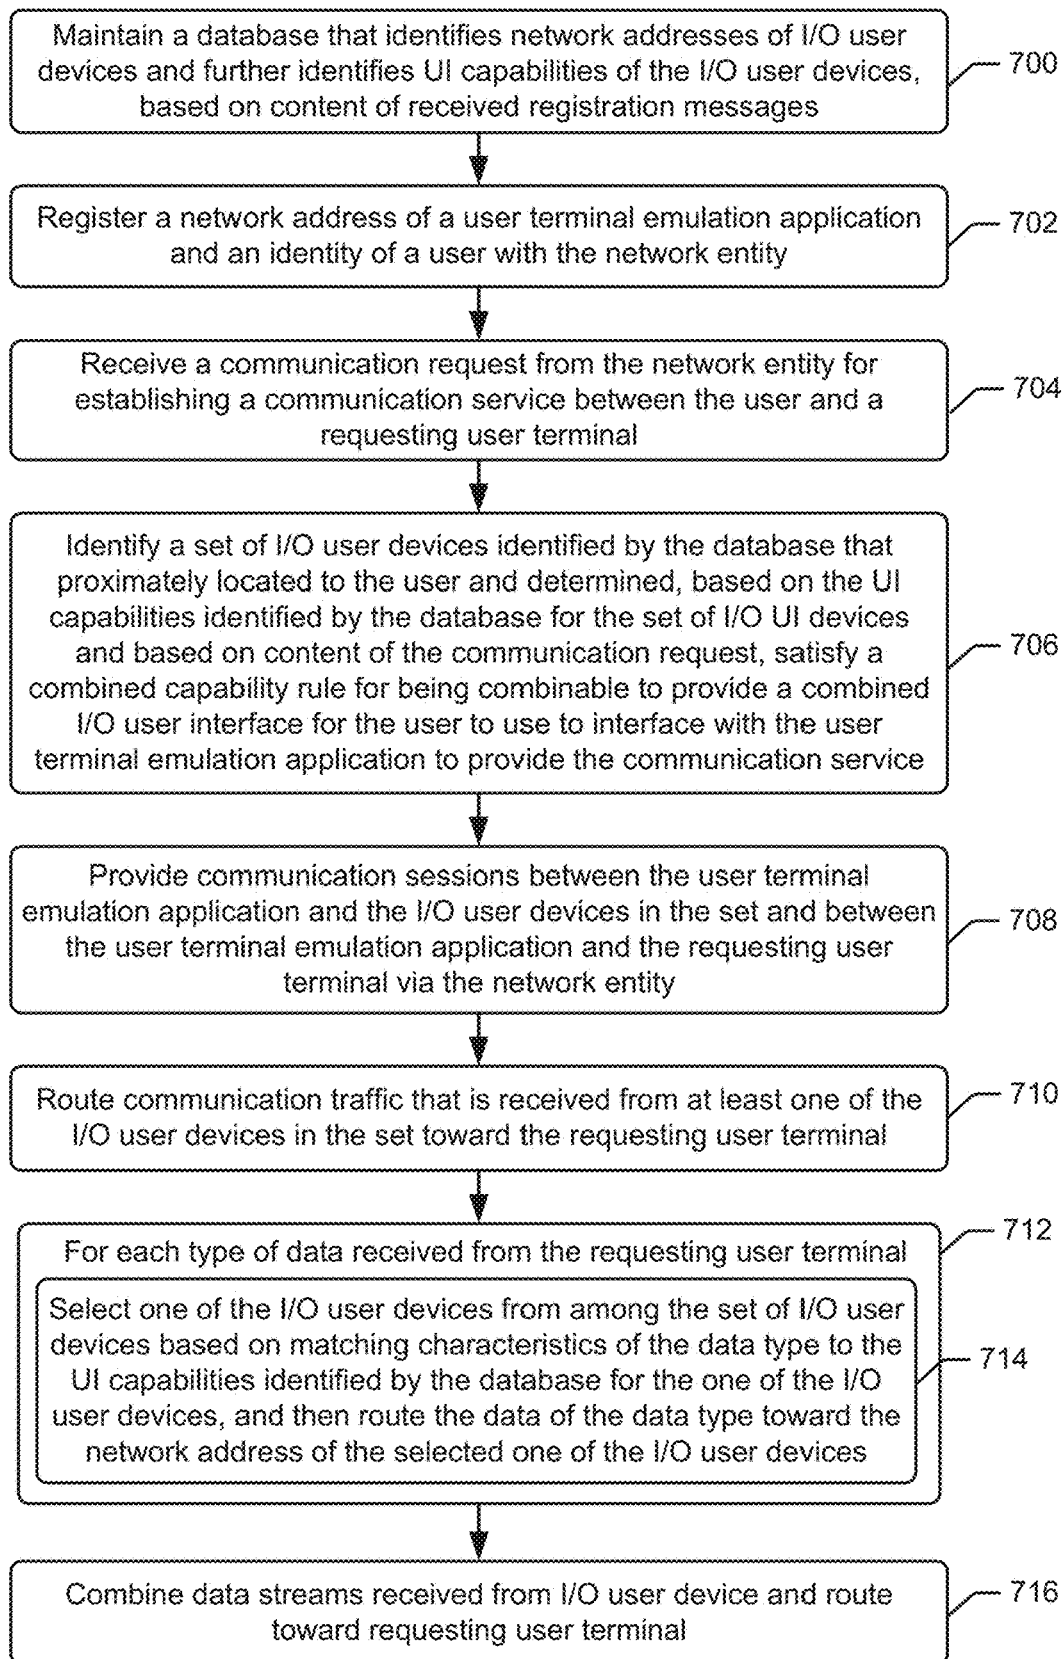 Maintain a database that identifies network addresses of I/O user
devices and further identifies UI capabilities of the I/O user devices,
based on content of received registration messages
700
Register a network address of a user terminal emulation application
and an identity of a user with the network entity
702
Receive a communication request from the network entity for
establishing a communication service between the user and a
requesting user terminal
704
Identify a set of I/O user devices identified by the database that
proximately located to the user and determined, based on the UI
capabilities identified by the database for the set of I/O UI devices
and based on content of the communication request, satisfy a
combined capability rule for being combinable to provide a combined
I/O user interface for the user to use to interface with the user
terminal emulation application to provide the communication service
706
Provide communication sessions between the user terminal
emulation application and the I/O user devices in the set and between
the user terminal emulation application and the requesting user
terminal via the network entity
708
Route communication traffic that is received from at least one of the
I/O user devices in the set toward the requesting user terminal
710
For each type of data received from the requesting user terminal
712
Select one of the I/O user devices from among the set of I/O user
devices based on matching characteristics of the data type to the
UI capabilities identified by the database for the one of the I/O
user devices, and then route the data of the data type toward the
network address of the selected one of the I/O user devices
714
Combine data streams received from I/O user device and route
toward requesting user terminal
716